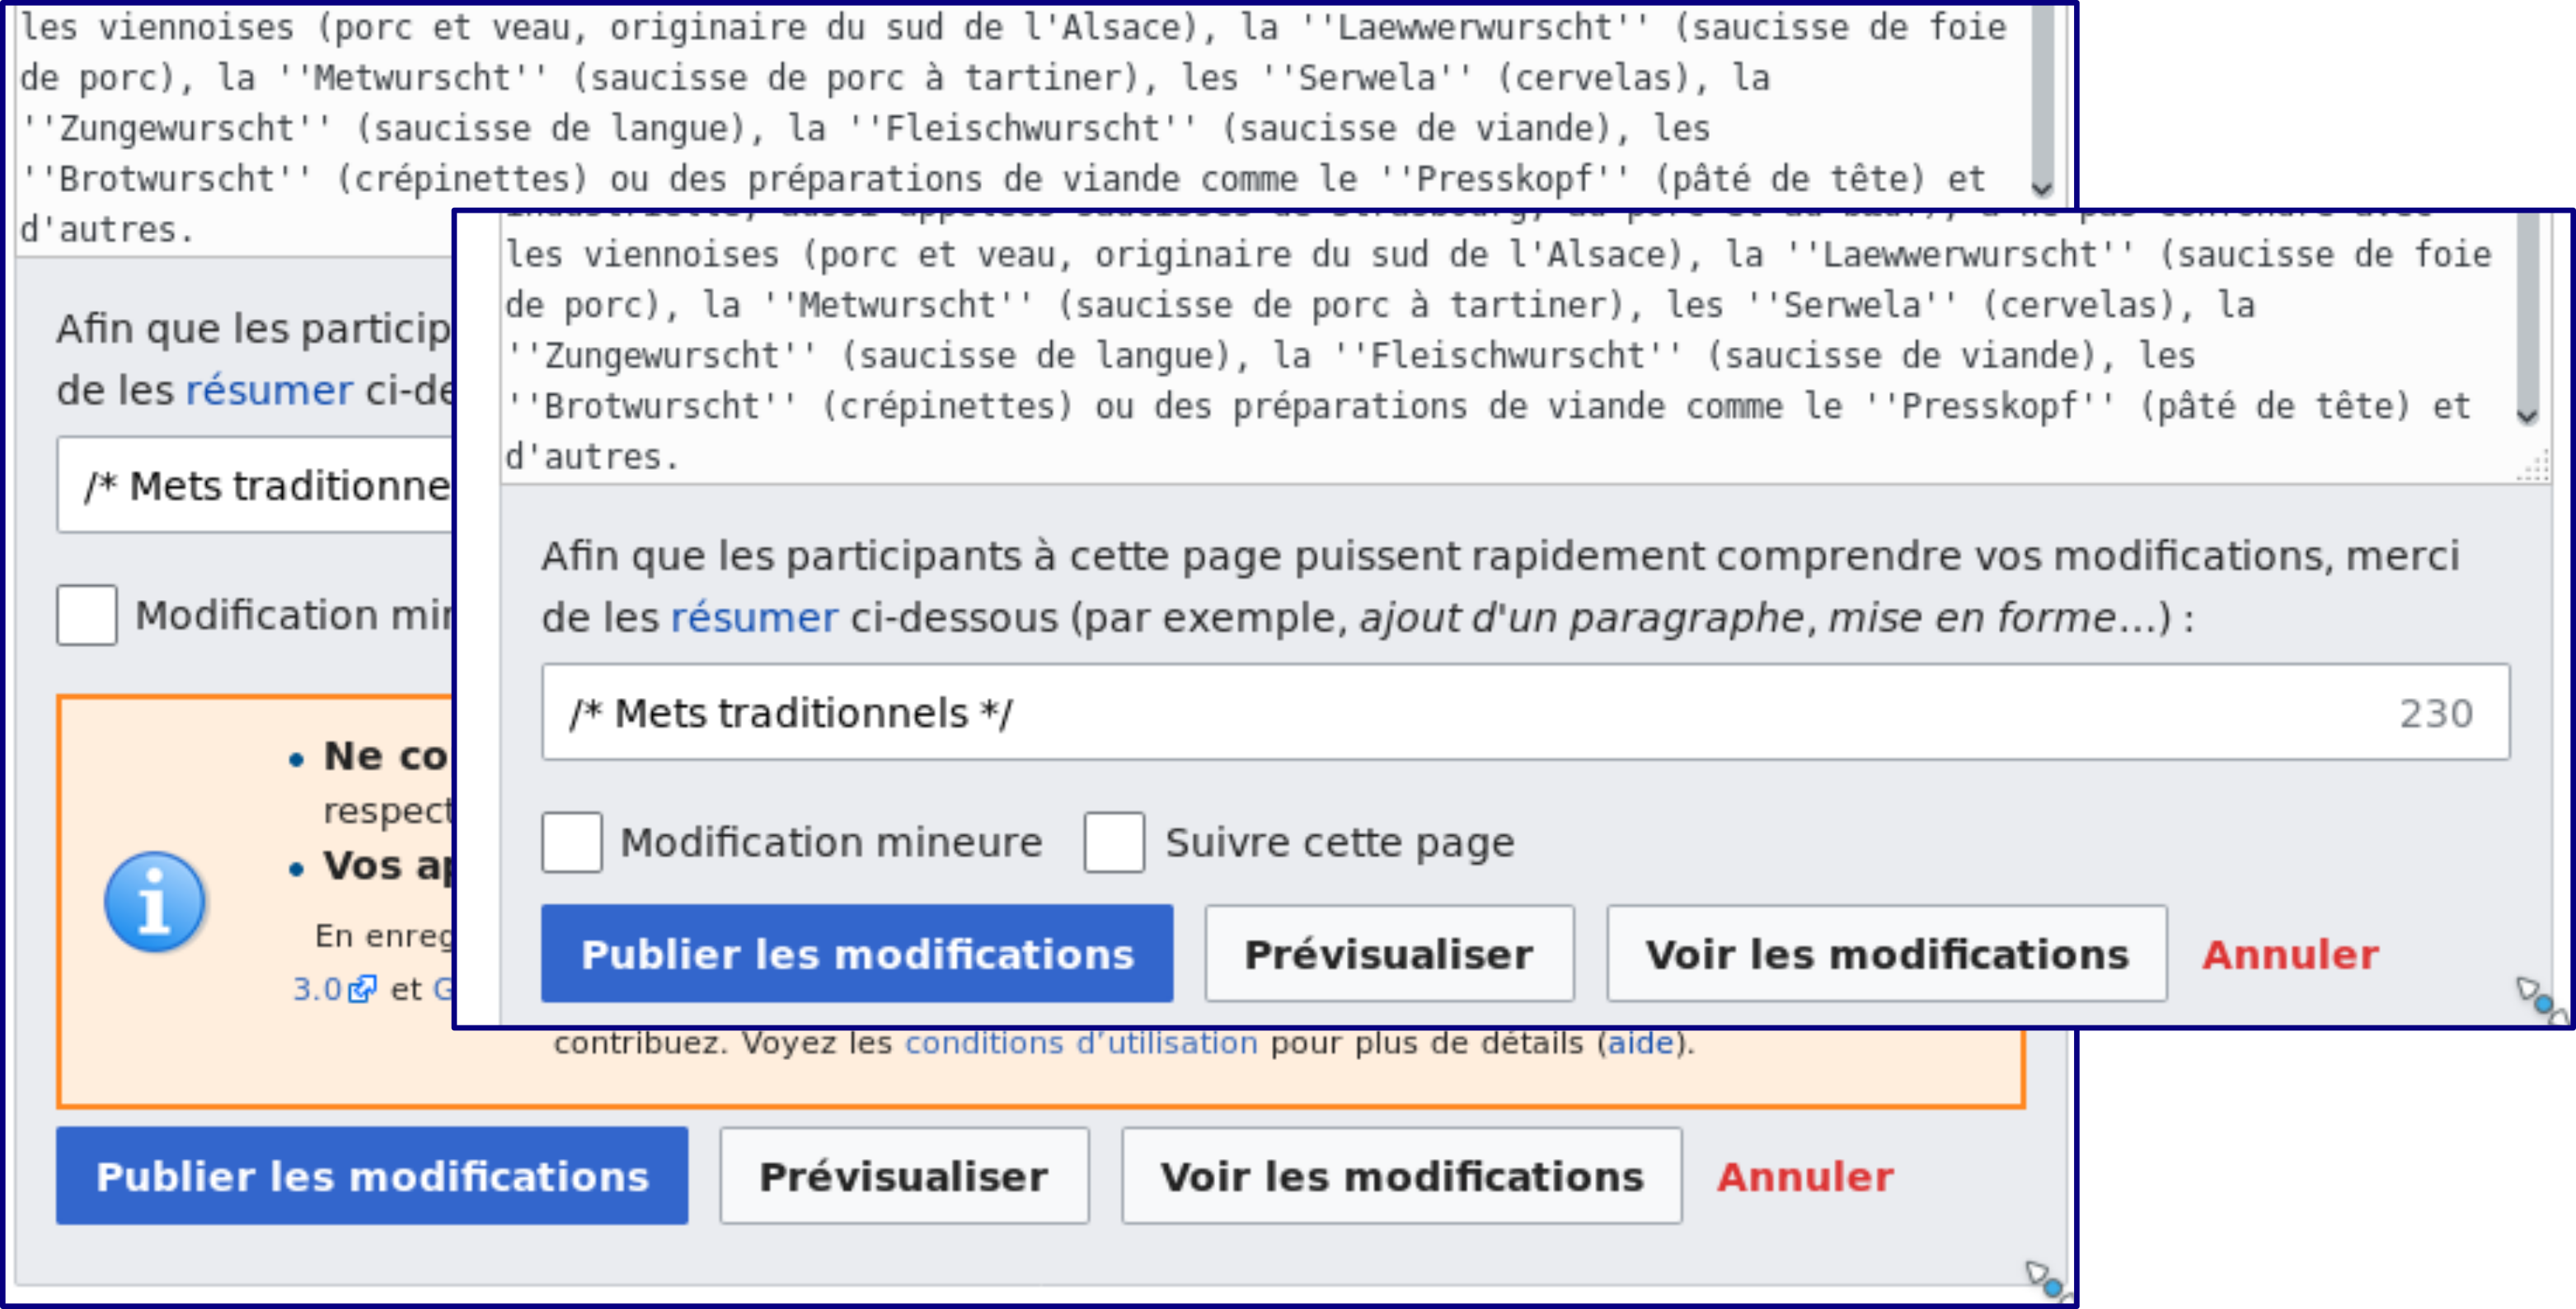 les viennoises (porc et veau, originaire du sud de l'Alsace), la ''Laewwerwurscht'' (saucisse de foie
de porc), la ''Metwurscht'' (saucisse de porc à tartiner), les ''Serwela'' (cervelas), la
''Zungewurscht'' (saucisse de langue), la ''Fleischwurscht'' (saucisse de viande), les
''Brotwurscht'' (crépinettes) ou des préparations de viande comme le ''Presskopf'' (pâté de tête) et
d'autres.
Afin que les particip
de les résumer ci-de
/* Mets traditionne
Modification mi
Ne co
respect
Vos a
En enreg
3.0 et G
contribuez. Voyez les conditions d’utilisation pour plus de détails (aide).
Publier les modifications Prévisualiser Voir les modifications Annuler
les viennoises (porc et veau, originaire du sud de l'Alsace), la ''Laewwerwurscht'' (saucisse de foie
de porc), la ''Metwurscht'' (saucisse de porc à tartiner), les ''Serwela'' (cervelas), la
''Zungewurscht'' (saucisse de langue), la ''Fleischwurscht'' (saucisse de viande), les
''Brotwurscht'' (crépinettes) ou des préparations de viande comme le ''Presskopf'' (pâté de tête) et
d'autres.
Afin que les participants à cette page puissent rapidement comprendre vos modifications, merci
de les résumer ci-dessous (par exemple, ajout d'un paragraphe, mise en forme...) :
/* Mets traditionnels */ 230
Modification mineure Suivre cette page
Publier les modifications Prévisualiser Voir les modifications Annuler